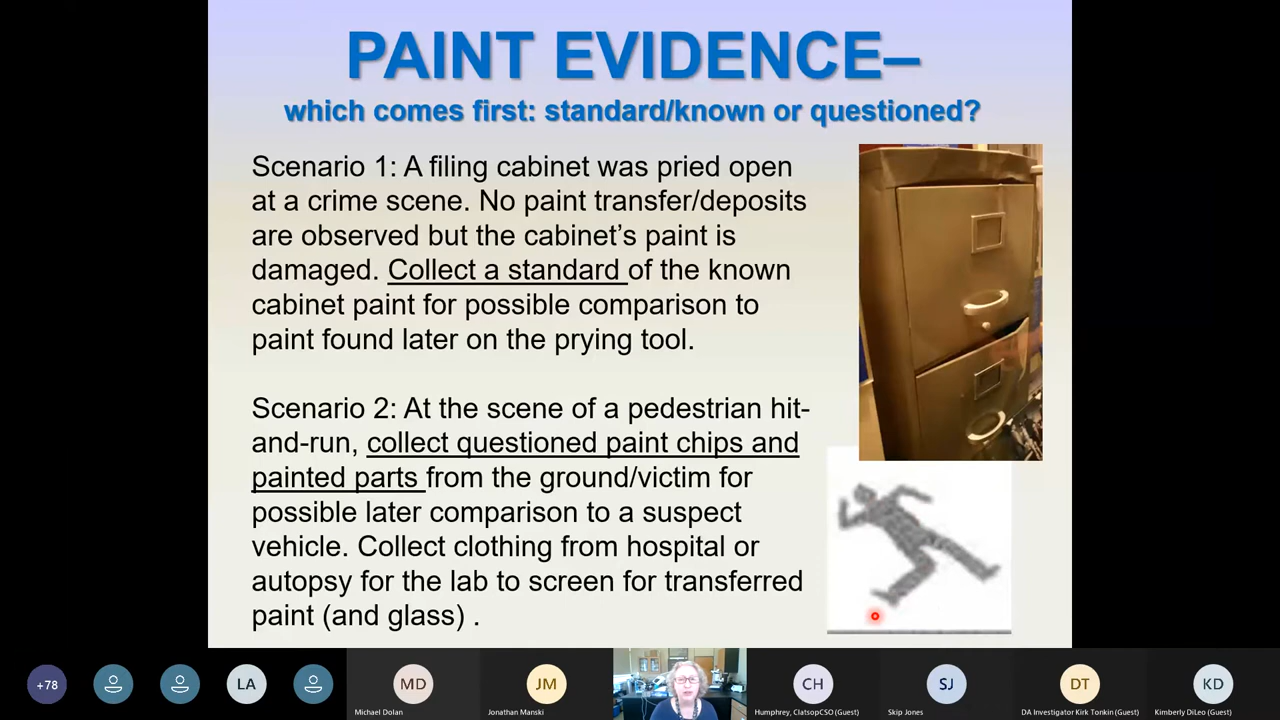 PAINT EVIDENCE–
which comes first: standard/known or questioned?
Scenario 1: A filing cabinet was pried open
at a crime scene. No paint transfer/deposits
are observed but the cabinet’s paint is
damaged. Collect a standard of the known
cabinet paint for possible comparison to
paint found later on the prying tool.
Scenario 2: At the scene of a pedestrian hit-
and-run, collect questioned paint chips and
painted parts from the ground/victim for
possible later comparison to a suspect
vehicle. Collect clothing from hospital or
autopsy for the lab to screen for transferred
paint (and glass) .
+78
LA
MD
JM
CH
SJ
DT
KD
Michael Dolan
Jonathan Manski
Humphrey, ClatsopCSO (Guest)
Skip Jones
DA Investigator Kirk Tonkin (Guest)
Kimberly DiLeo (Guest)